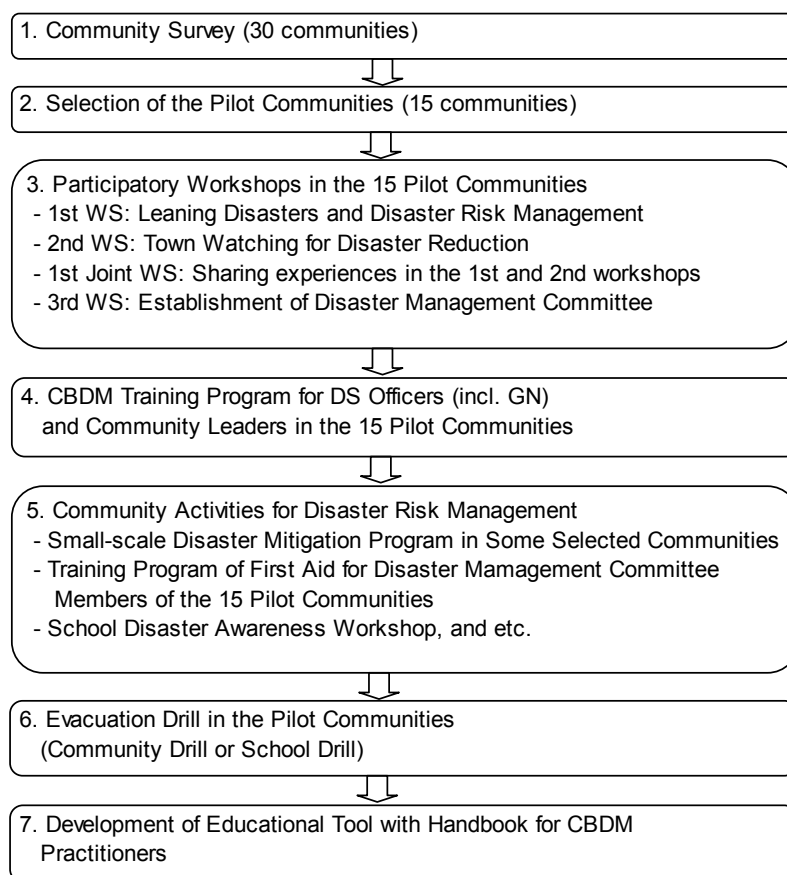 1. Community Survey (30 communities)
2. Selection of the Pilot Communities (15 communities)
3. Participatory Workshops in the 15 Pilot Communities
- 1st WS: Leaning Disasters and Disaster Risk Management
- 2nd WS: Town Watching for Disaster Reduction
- 1st Joint WS: Sharing experiences in the 1st and 2nd workshops
- 3rd WS: Establishment of Disaster Management Committee
4. CBDM Training Program for DS Officers (incl. GN)
and Community Leaders in the 15 Pilot Communities
5. Community Activities for Disaster Risk Management
- Small-scale Disaster Mitigation Program in Some Selected Communities
- Training Program of First Aid for Disaster Mamagement Committee
Members of the 15 Pilot Communities
- School Disaster Awareness Workshop, and etc.
6. Evacuation Drill in the Pilot Communities
(Community Drill or School Drill)
7. Development of Educational Tool with Handbook for CBDM
Practitioners